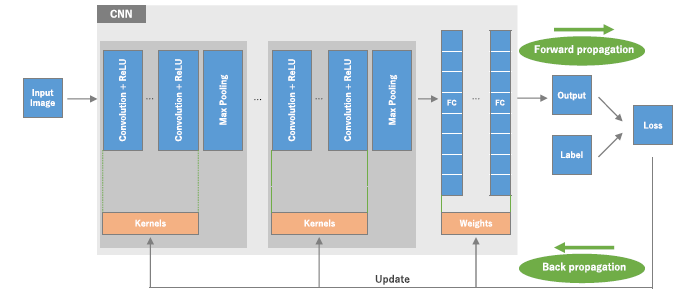 CNN
Forward propagation
Input
Image
Convolution + ReLU
...
Convolution + ReLU
Max Pooling
...
Convolution + ReLU
...
Convolution + ReLU
Max Pooling
FC
...
FC
Output
Label
Loss
Kernels
Kernels
Weights
Back propagation
Update